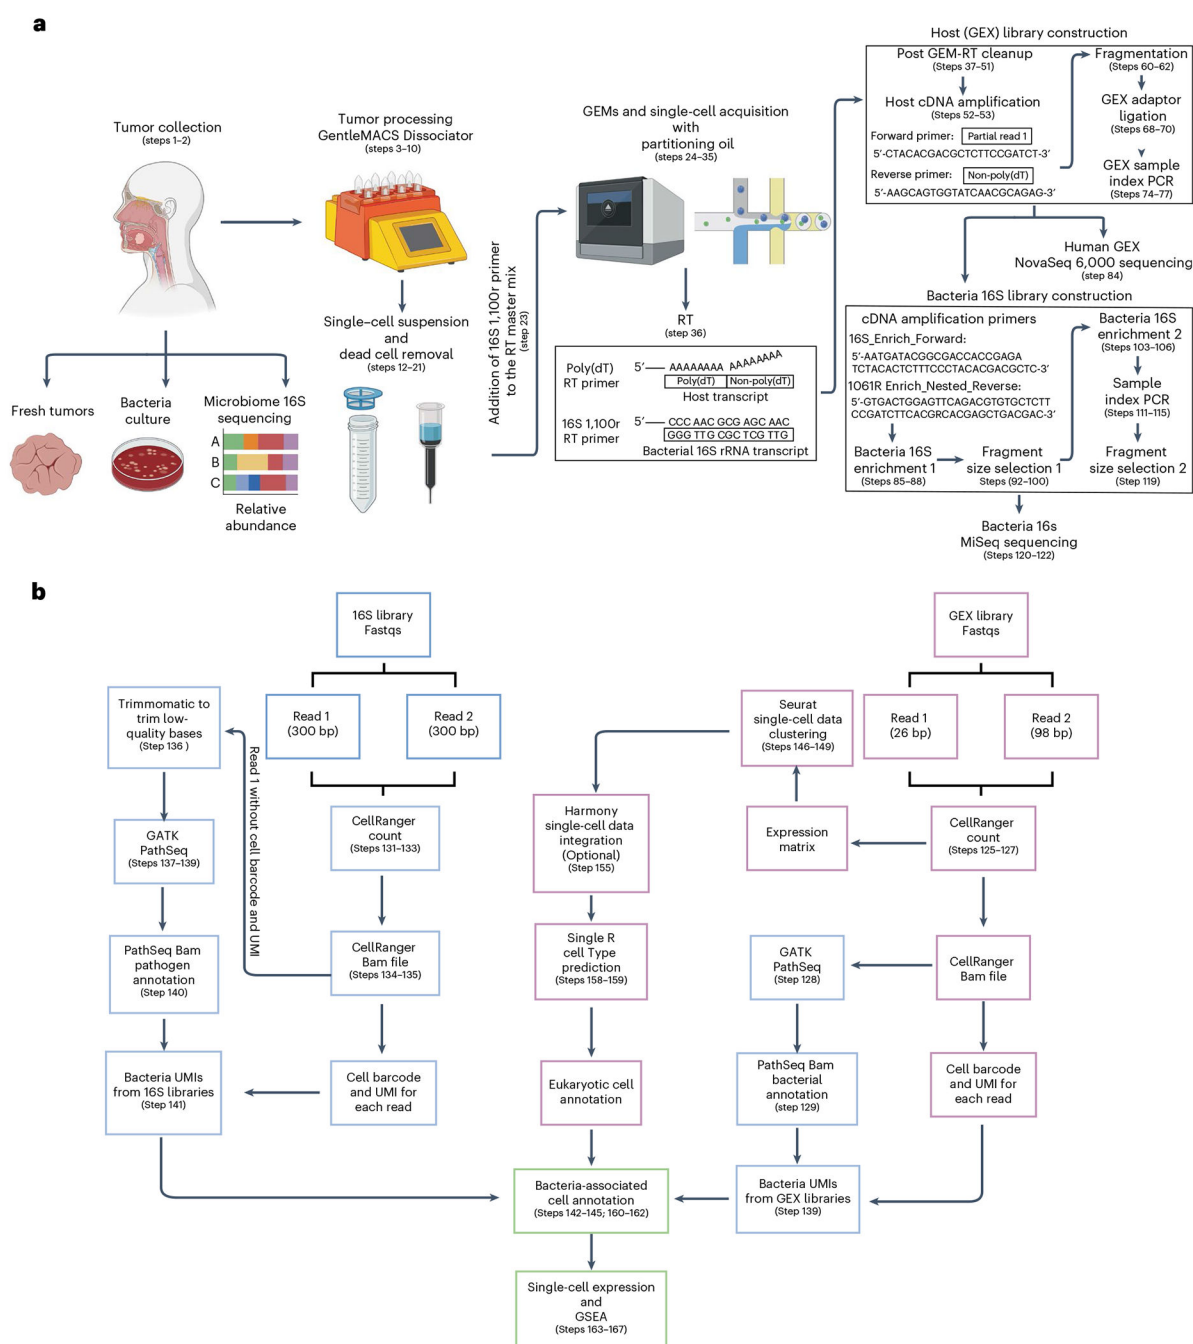 a
Tumor collection
(steps 1–2)
Fresh tumors
Bacteria
culture
Microbiome 16S
sequencing
A
B
C
Relative
abundance
Tumor processing
GentleMACS Dissociator
(steps 3–10)
Single–cell suspension
and
dead cell removal
(steps 12–21)
Addition of 16S 1,100r primer
to the RT master mix
(step 23)
GEMs and single-cell acquisition
with
partitioning oil
(steps 24–35)
RT
(step 36)
Poly(dT)
RT primer
5′
AAAAAAAA AAAAAAAA
Poly(dT) Non-poly(dT)
Host transcript
16S 1,100r
RT primer
5′
CCC AAC GCG AGC AAC
GGG TTG CGC TCG TTG
Bacterial 16S rRNA transcript
Host (GEX) library construction
Post GEM-RT cleanup
(Steps 37–51)
Host cDNA amplification
(Steps 52–53)
Forward primer: Partial read 1
5′-CTACACGACGCTCTTCCGATCT-3′
Reverse primer: Non-poly(dT)
5′-AAGCAGTGGTATCAACGCAGAG-3′
Fragmentation
(Steps 60–62)
GEX adaptor
ligation
(Steps 68–70)
GEX sample
index PCR
(Steps 74–77)
Human GEX
NovaSeq 6,000 sequencing
(step 84)
Bacteria 16S library construction
cDNA amplification primers
16S_Enrich_Forward:
5′-AATGATACGGCGACCACCGAGA
TCTACACTCTTTCCCTACACGACGCTC-3′
1061R Enrich_Nested_Reverse:
5′-GTGACTGGAGTTCAGACGTGTGCTCTT
CCGATCTTCACGRCACGAGCTGACGAC-3′
Bacteria 16S
enrichment 1
(Steps 85–88)
Fragment
size selection 1
(Steps (92–100)
Bacteria 16S
enrichment 2
(Steps 103–106)
Sample
index PCR
(Steps 111–115)
Fragment
size selection 2
(Step 119)
Bacteria 16s
MiSeq sequencing
(Steps 120–122)
b
16S library
Fastqs
Read 1
(300 bp)
Read 2
(300 bp)
Trimmomatic to
trim low-
quality bases
(Step 136 )
Read 1 without cell barcode and UMI
CellRanger
count
(Steps 131–133)
GATK
PathSeq
(Steps 137–139)
CellRanger
Bam file
(Steps 134–135)
PathSeq Bam
pathogen
annotation
(Step 140)
Bacteria UMIs
from 16S libraries
(Step 141)
Cell barcode
and UMI for
each read
GEX library
Fastqs
Read 1
(26 bp)
Read 2
(98 bp)
Seurat
single-cell data
clustering
(Steps 146–149)
Harmony
single-cell data
integration
(Optional)
(Step 155)
Expression
matrix
CellRanger
count
(Steps 125–127)
Single R
cell Type
prediction
(Steps 158–159)
GATK
PathSeq
(Step 128)
CellRanger
Bam file
Eukaryotic cell
annotation
PathSeq Bam
bacterial
annotation
(step 129)
Cell barcode
and UMI for
each read
Bacteria-associated
cell annotation
(Steps 142–145; 160–162)
Bacteria UMIs
from GEX libraries
(Step 139)
Single-cell expression
and
GSEA
(Steps 163–167)